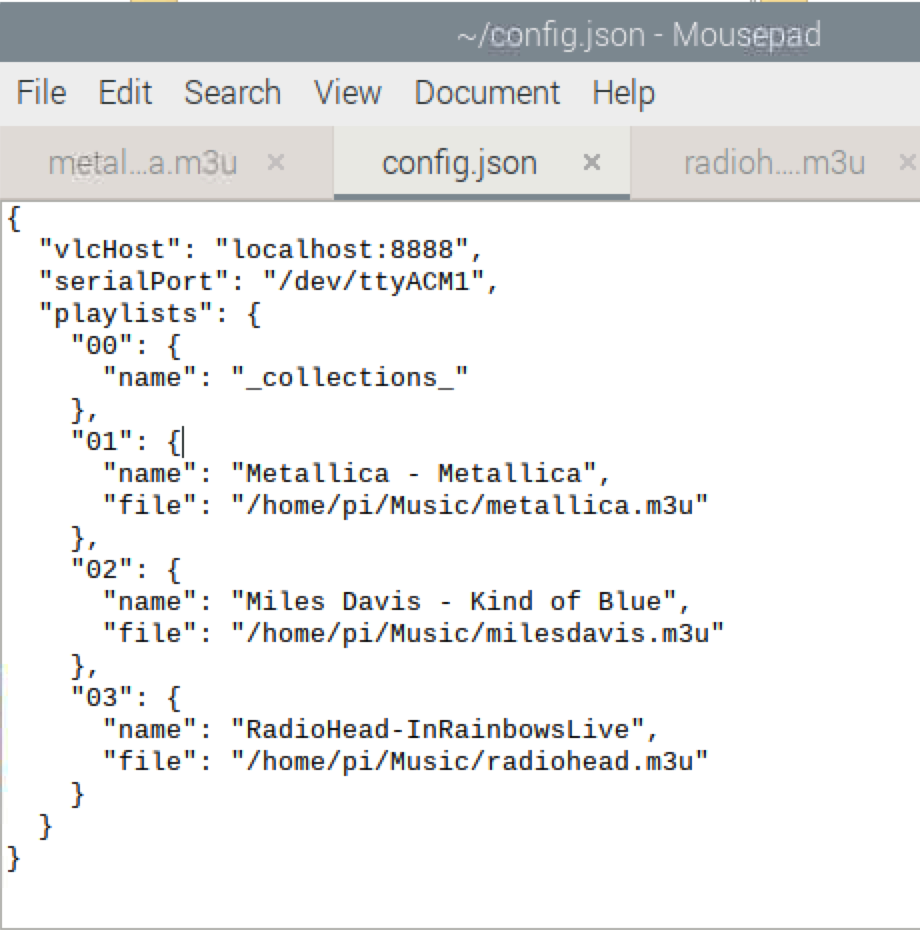 ~/config.json - Mousepad
File Edit Search View Document Help
metal...a.m3u × config.json × radioh....m3u ×
{
  "vlcHost": "localhost:8888",
  "serialPort": "/dev/ttyACM1",
  "playlists": {
    "00": {
      "name": "_collections_"
    },
    "01": {
      "name": "Metallica - Metallica",
      "file": "/home/pi/Music/metallica.m3u"
    },
    "02": {
      "name": "Miles Davis - Kind of Blue",
      "file": "/home/pi/Music/milesdavis.m3u"
    },
    "03": {
      "name": "RadioHead-InRainbowsLive",
      "file": "/home/pi/Music/radiohead.m3u"
    }
  }
}